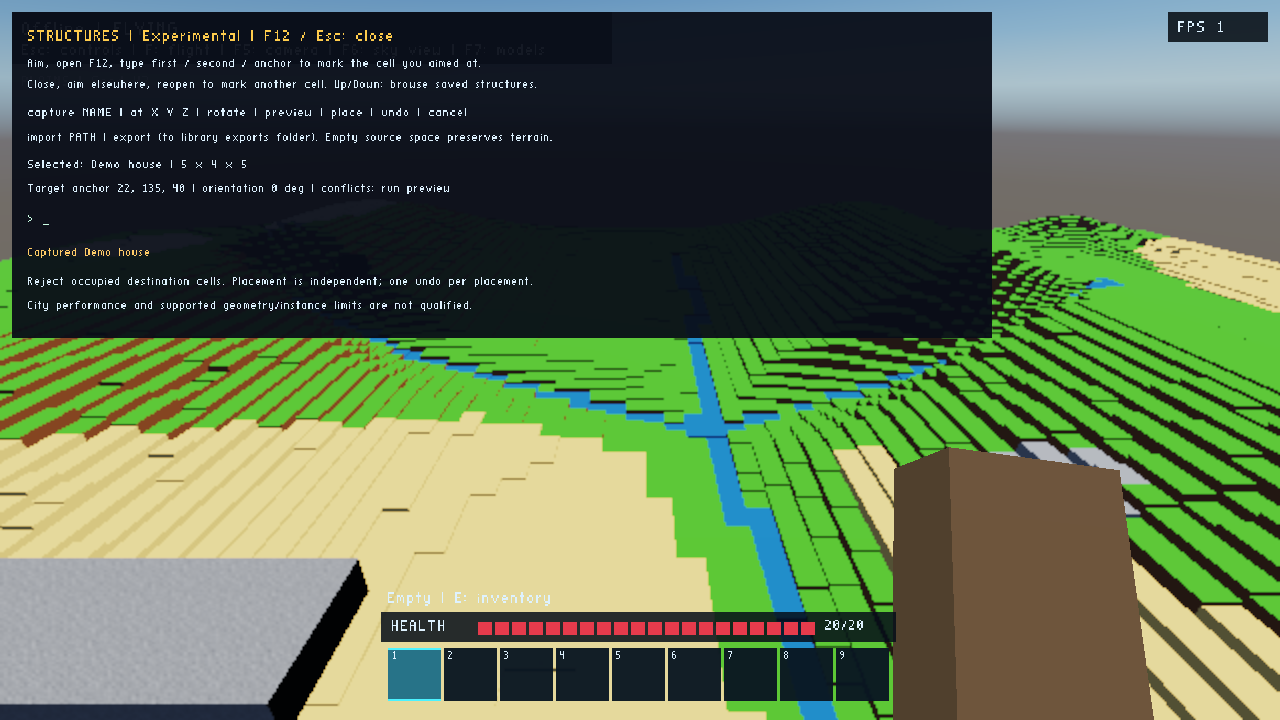 STRUCTURES | Experimental | F12 / Esc: close
FPS 1
Aim, open F12, type first / second / anchor to mark the cell you aimed at.
Close, aim elsewhere, reopen to mark another cell. Up/Down: browse saved structures.
capture NAME | at X Y Z | rotate | preview | place | undo | cancel
import PATH | export (to library exports folder). Empty source space preserves terrain.
Selected: Demo house | 5 x 4 x 5
Target anchor 22, 135, 40 | orientation 0 deg | conflicts: run preview
> _
Captured Demo house
Reject occupied destination cells. Placement is independent; one undo per placement.
City performance and supported geometry/instance limits are not qualified.
Empty | E: inventory
HEALTH 20/20
1 2 3 4 5 6 7 8 9